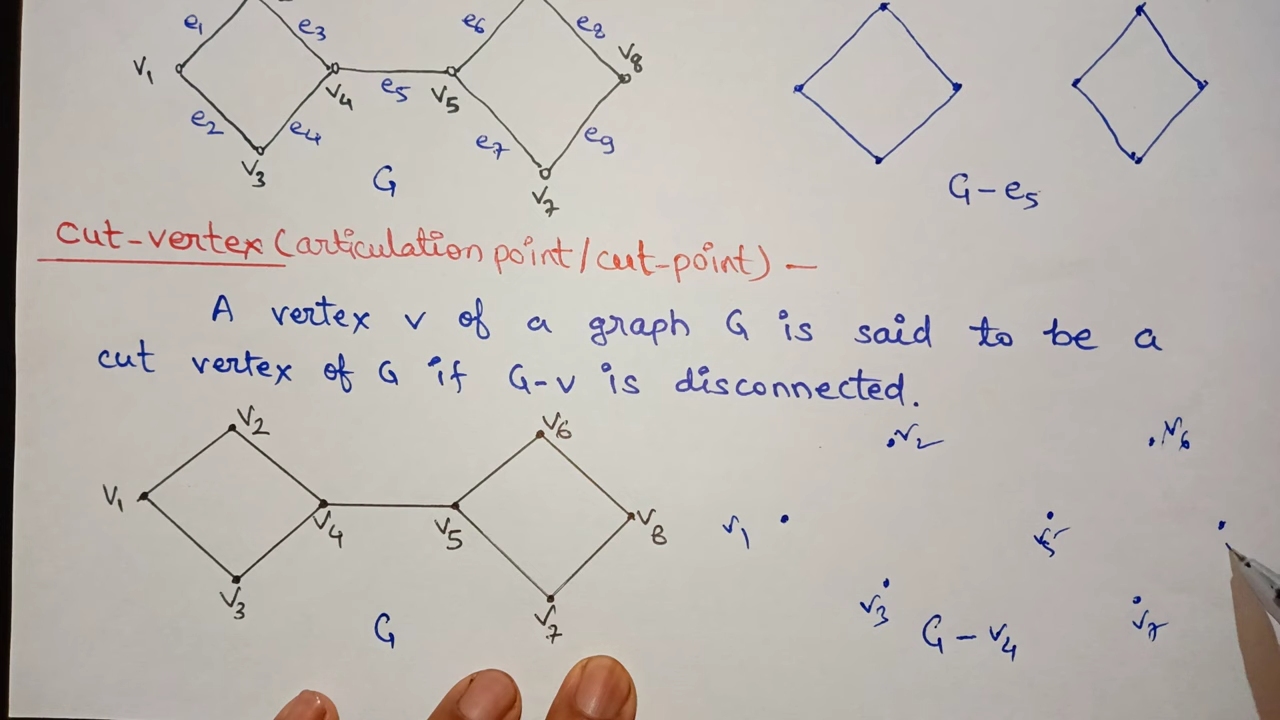 e1 e3 e6 e8
v1 v4 e5 v5 v8
e2 e4 e7 e9
v3 G v7 G-e5
cut-vertex (articulation point/cut-point) -
A vertex v of a graph G is said to be a
cut vertex of G if G-v is disconnected.
v2 v6 v2 v6
v1 v4 v5 v8 v1 v5
v3 v7 v3 v7
G G-v4